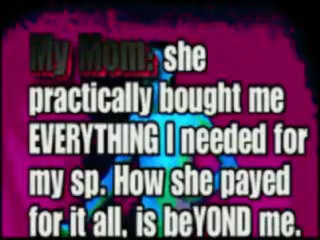 My Mom: she
practically bought me
EVERYTHING I needed for
my sp. How she payed
for it all, is beYOND me.